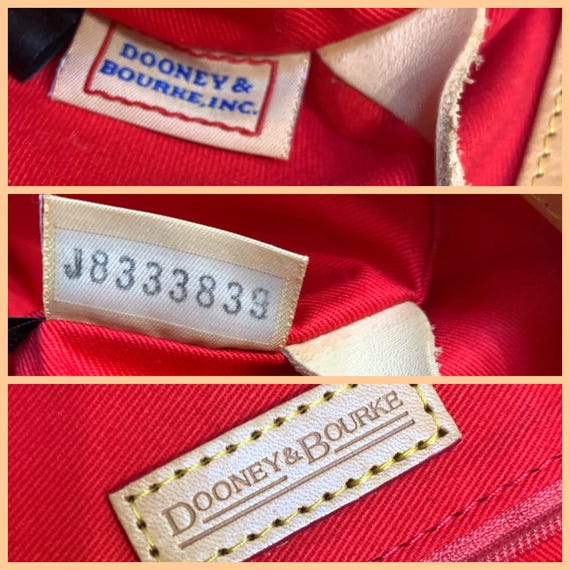 DOONEY &
BOURKE, INC.
J8333839
DOONEY & BOURKE